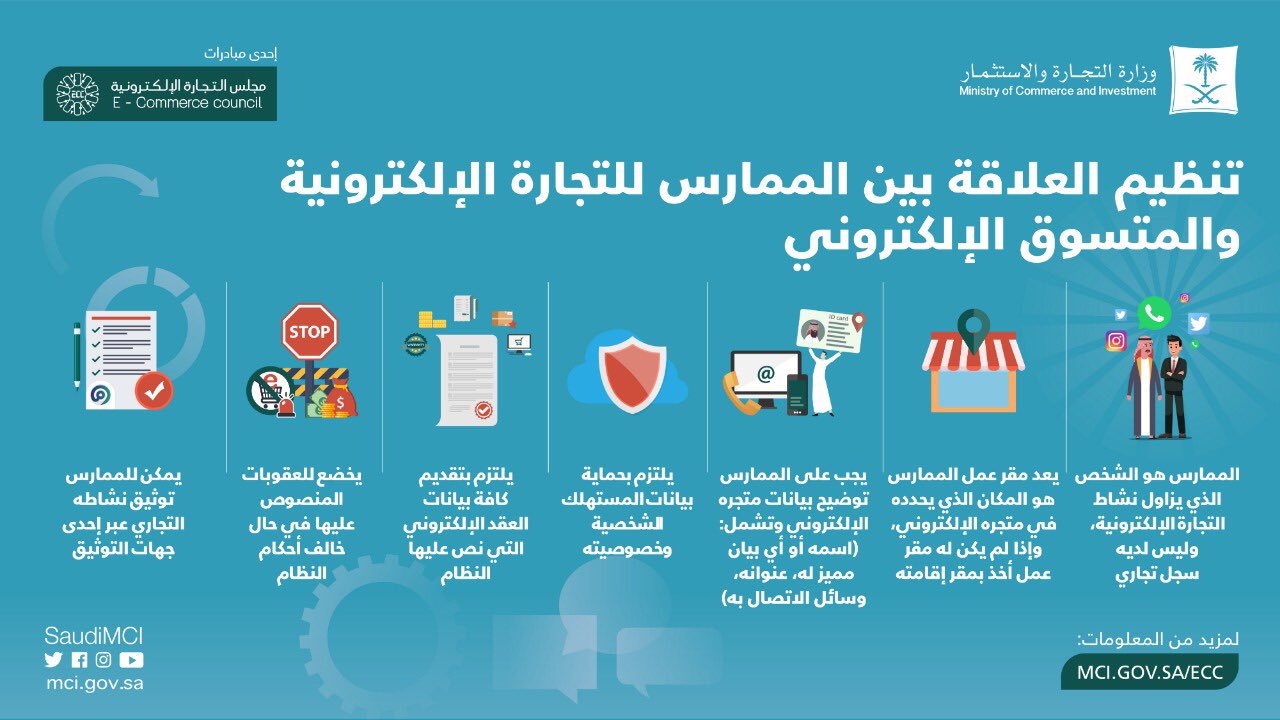 وزارة التجـارة والاستثمـار
Ministry of Commerce and Investment
إحدى مبادرات
مجلس التجارة الإلكترونية
E - Commerce council
ECC
تنظيم العلاقة بين الممارس للتجارة الإلكترونية
والمتسوق الإلكتروني
الممارس هو الشخص
الذي يزاول نشاط
التجارة الإلكترونية،
وليس لديه
سجل تجاري
يعد مقر عمل الممارس
هو المكان الذي يحدده
في متجره الإلكتروني،
وإذا لم يكن له مقر
عمل أخذ بمقر إقامته
iD card
@
يجب على الممارس
توضيح بيانات متجره
الإلكتروني وتشمل:
(اسمه أو أي بيان
مميز له، عنوانه،
وسائل الاتصال به)
يلتزم بحماية
بيانات المستهلك
الشخصية
وخصوصيته
WARRANTY
يلتزم بتقديم
كافة بيانات
العقد الإلكتروني
التي نص عليها
النظام
STOP
$
يخضع للعقوبات
المنصوص
عليها في حال
خالف أحكام
النظام
يمكن للممارس
توثيق نشاطه
التجاري عبر إحدى
جهات التوثيق
لمزيد من المعلومات:
MCI.GOV.SA/ECC
SaudiMCI
mci.gov.sa